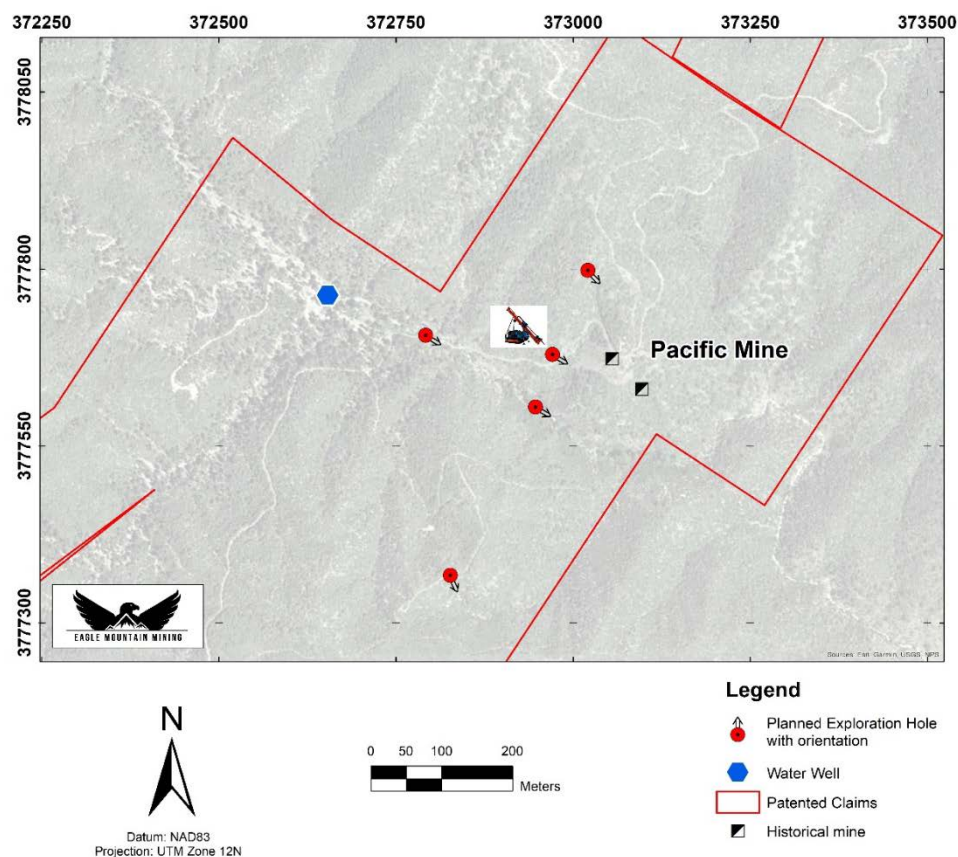 372250 372500 372750 373000 373250 373500
3778050
3777800
3777550
3777300
Pacific Mine
EAGLE MOUNTAIN MINING
Sources: Esri, Garmin, USGS, NPS
N
Datum: NAD83
Projection: UTM Zone 12N
0 50 100 200
Meters
Legend
Planned Exploration Hole
with orientation
Water Well
Patented Claims
Historical mine